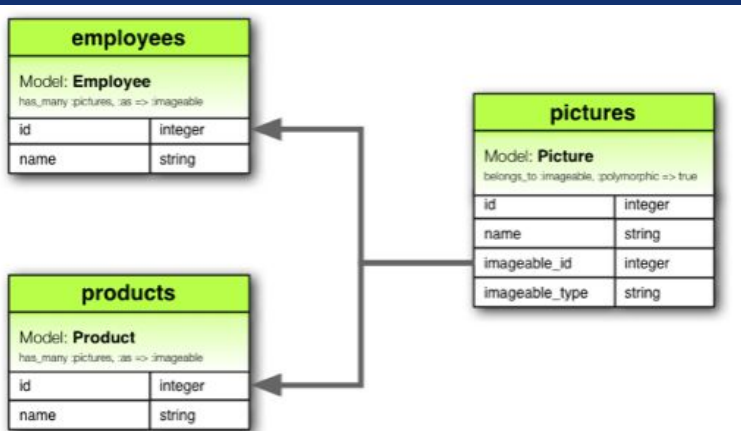 employees
Model: Employee
has_many :pictures, :as => :imageable
id integer
name string
pictures
Model: Picture
belongs_to :imageable, :polymorphic => true
id integer
name string
imageable_id integer
imageable_type string
products
Model: Product
has_many :pictures, :as => :imageable
id integer
name string